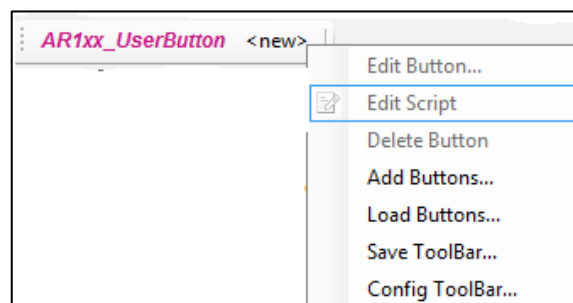 AR1xx_UserButton <new>
Edit Button...
Edit Script
Delete Button
Add Buttons...
Load Buttons...
Save ToolBar...
Config ToolBar...